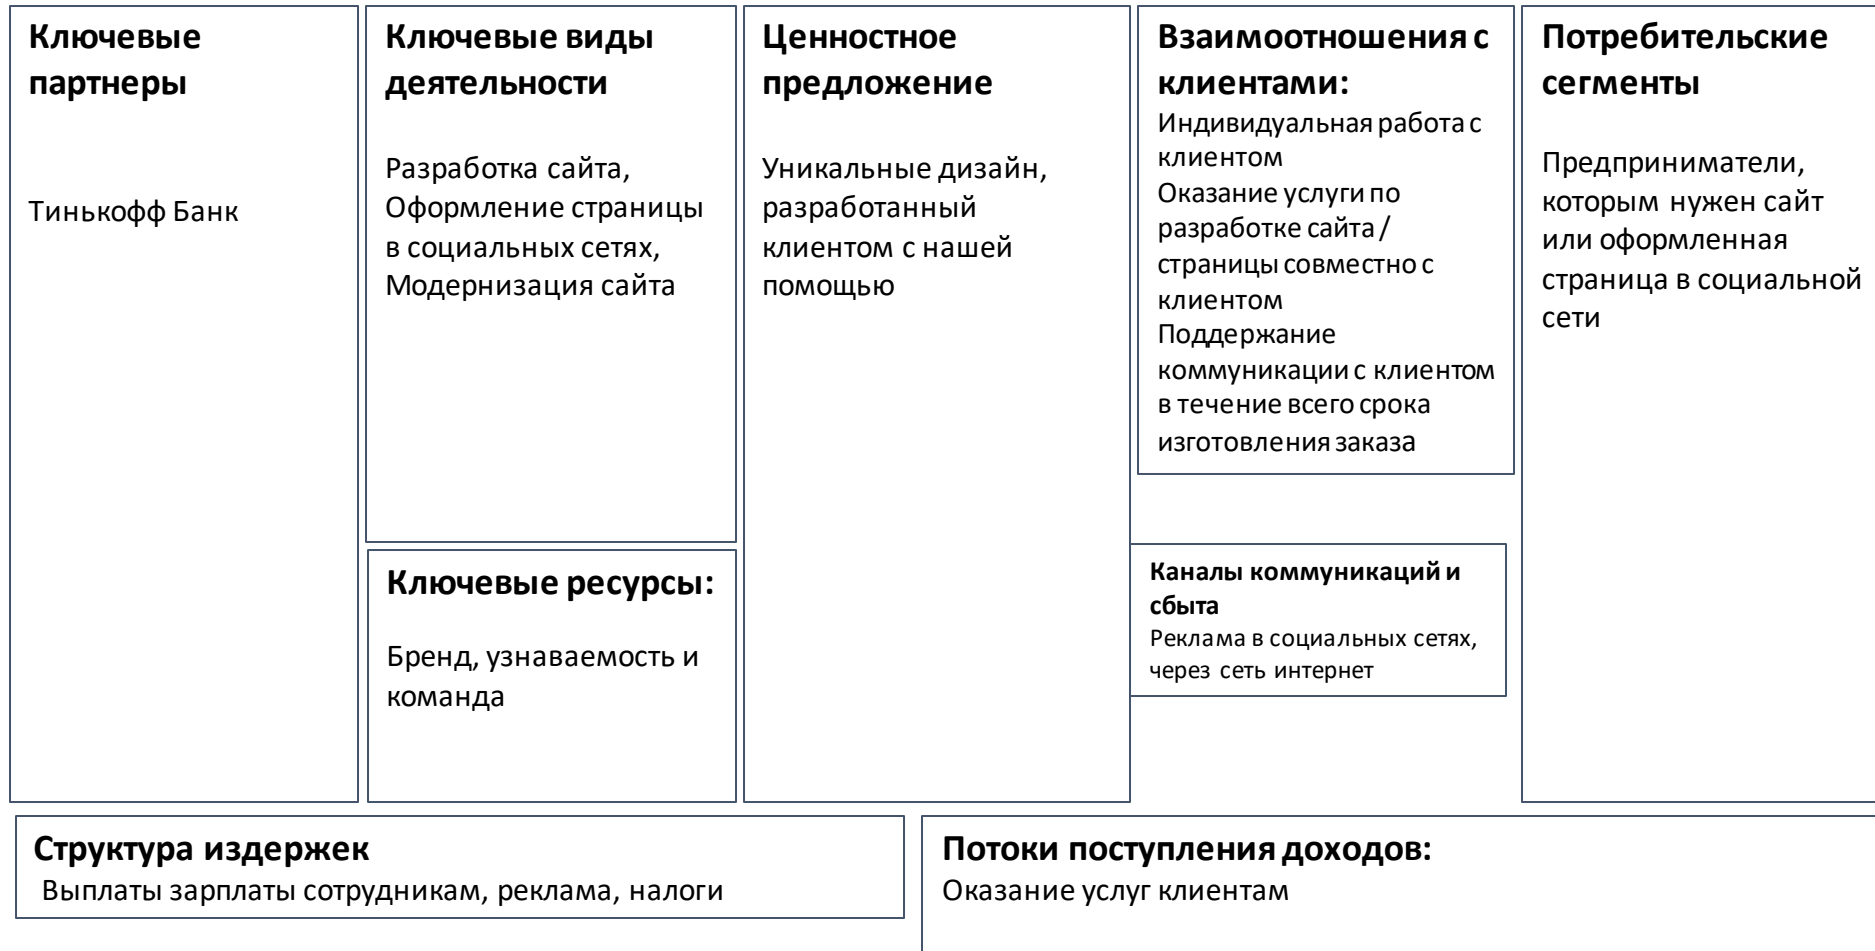 Ключевые
партнеры
Тинькофф Банк
Ключевые виды
деятельности
Разработка сайта,
Оформление страницы
в социальных сетях,
Модернизация сайта
Ключевые ресурсы:
Бренд, узнаваемость и
команда
Ценностное
предложение
Уникальные дизайн,
разработанный
клиентом с нашей
помощью
Взаимоотношения с
клиентами:
Индивидуальная работа с
клиентом
Оказание услуги по
разработке сайта /
страницы совместно с
клиентом
Поддержание
коммуникации с клиентом
в течение всего срока
изготовления заказа
Каналы коммуникаций и
сбыта
Реклама в социальных сетях,
через сеть интернет
Потребительские
сегменты
Предприниматели,
которым нужен сайт
или оформленная
страница в социальной
сети
Структура издержек
Выплаты зарплаты сотрудникам, реклама, налоги
Потоки поступления доходов:
Оказание услуг клиентам